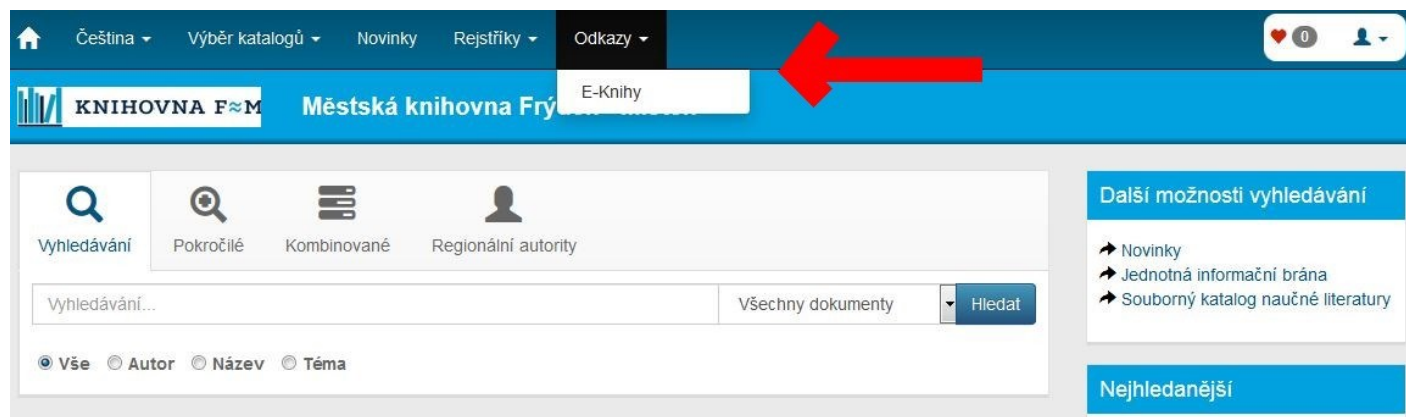 Čeština Výběr katalogů Novinky Rejstříky Odkazy 0
E-Knihy
KNIHOVNA F≈M Městská knihovna
Vyhledávání Pokročilé Kombinované Regionální autority
Vyhledávání... Všechny dokumenty Hledat
Vše Autor Název Téma
Další možnosti vyhledávání
Novinky
Jednotná informační brána
Souborný katalog naučné literatury
Nejhledanější